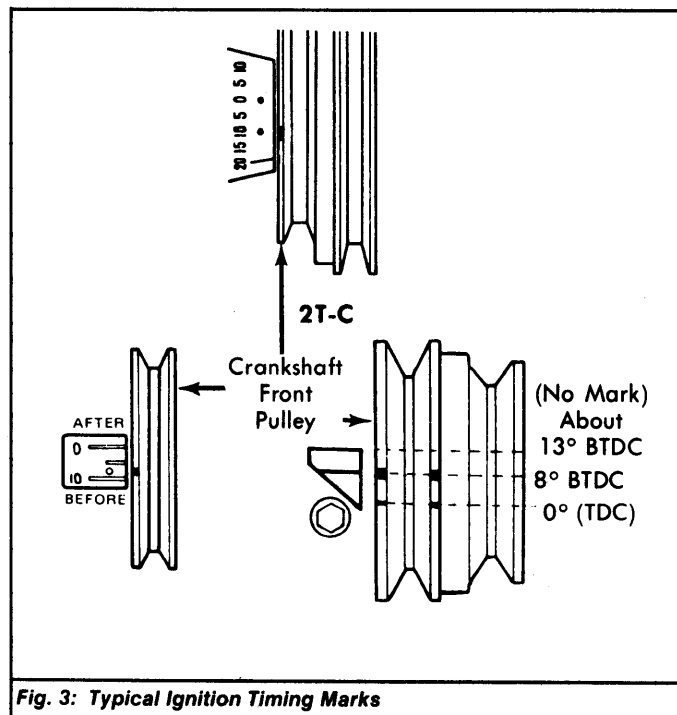 20 15 10 5 0 5 10
2T-C
Crankshaft
Front
Pulley
AFTER
0
10
BEFORE
(No Mark)
About
13° BTDC
8° BTDC
0° (TDC)
Fig. 3: Typical Ignition Timing Marks